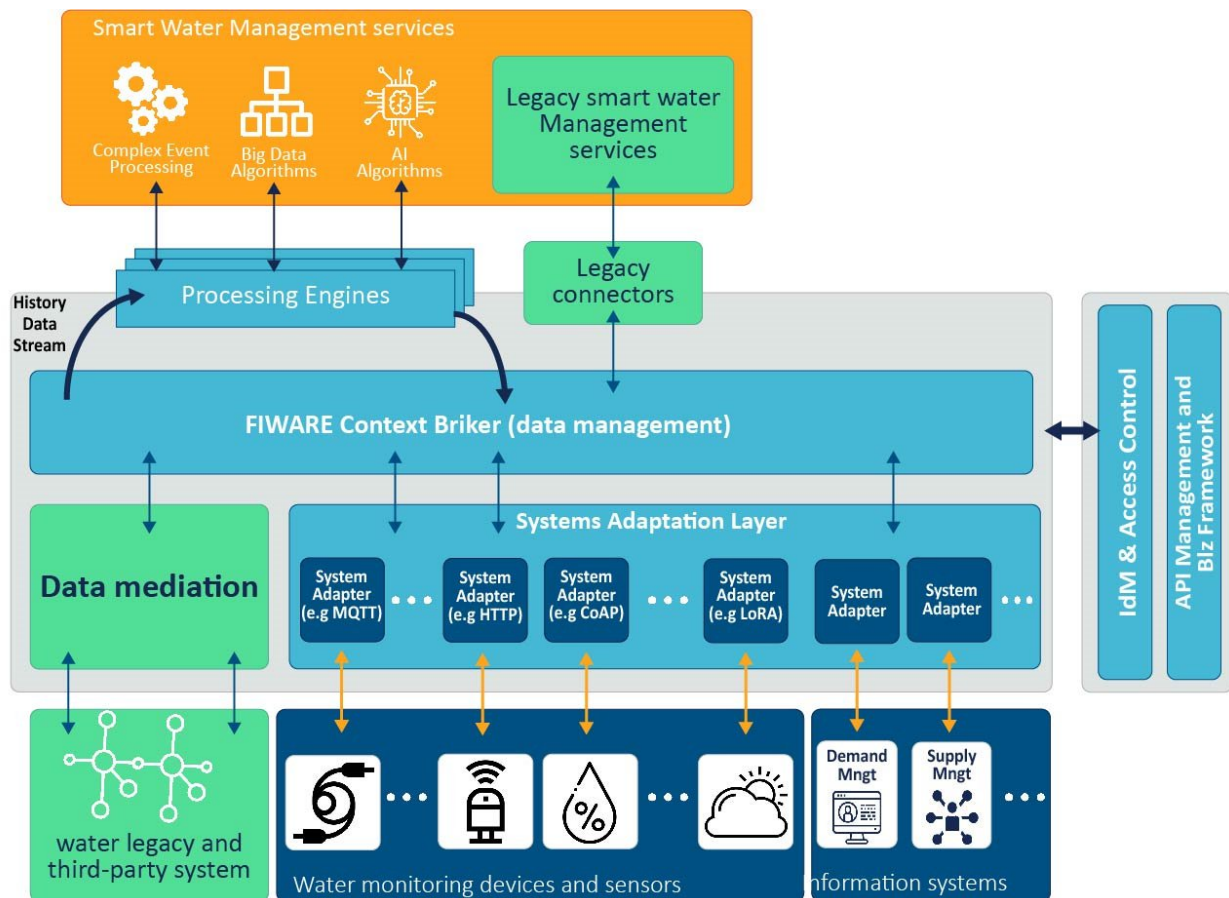 Smart Water Management services
Complex Event
Processing
Big Data
Algorithms
AI
Algorithms
Legacy smart water
Management
services
Processing Engines
Legacy
connectors
History
Data
Stream
FIWARE Context Briker (data management)
IdM & Access Control
API Management and
BIz Framework
Data mediation
Systems Adaptation Layer
System
Adapter
(e.g MQTT)
System
Adapter
(e.g HTTP)
System
Adapter
(e.g CoAP)
System
Adapter
(e.g LoRA)
System
Adapter
System
Adapter
water legacy and
third-party system
%
Demand
Mngt
Supply
Mngt
Water monitoring devices and sensors
Information systems